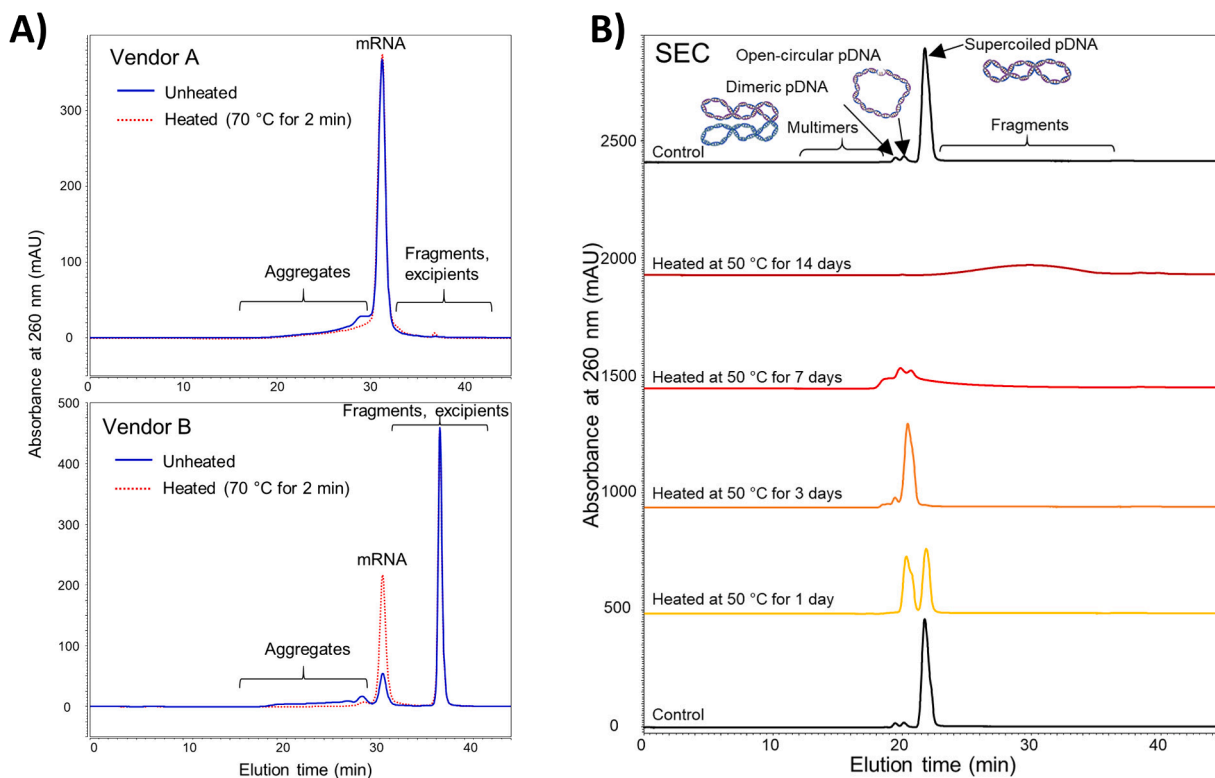 A)
Vendor A
mRNA
Unheated
Heated (70 °C for 2 min)
Aggregates
Fragments,
excipients
300
200
100
0
0
10
20
30
40
Absorbance at 260 nm (mAU)
Vendor B
Fragments, excipients
Unheated
Heated (70 °C for 2 min)
mRNA
Aggregates
500
400
300
200
100
0
0
10
20
30
40
Elution time (min)
B)
SEC
Open-circular pDNA
Supercoiled pDNA
Dimeric pDNA
Multimers
Fragments
Control
Heated at 50 °C for 14 days
Heated at 50 °C for 7 days
Heated at 50 °C for 3 days
Heated at 50 °C for 1 day
Control
2500
2000
1500
1000
500
0
Absorbance at 260 nm (mAU)
0
10
20
30
40
Elution time (min)